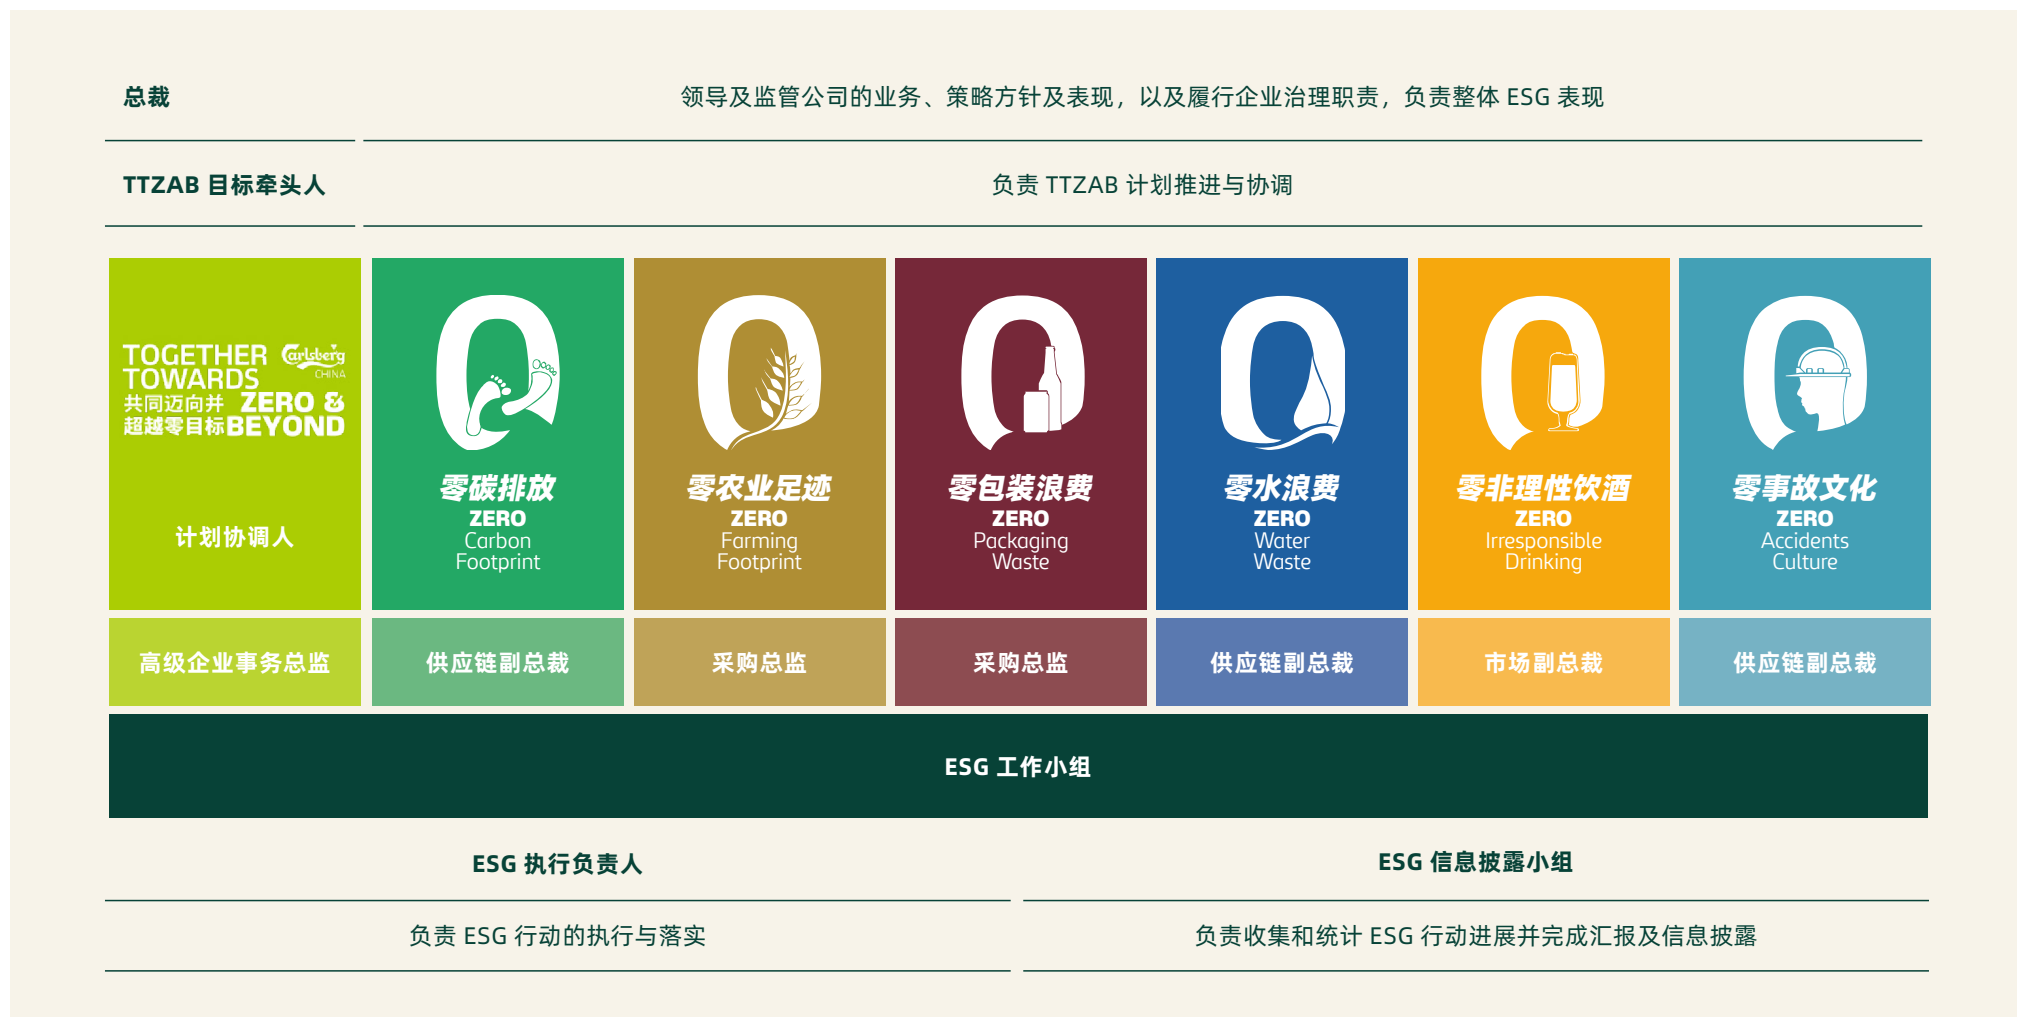 总裁
领导及监管公司的业务、策略方针及表现，以及履行企业治理职责，负责整体 ESG 表现
TTZAB 目标牵头人
负责 TTZAB 计划推进与协调
TOGETHER
TOWARDS
Carlsberg
CHINA
共同迈向并 ZERO &
超越零目标 BEYOND
计划协调人
零碳排放
ZERO
Carbon
Footprint
零农业足迹
ZERO
Farming
Footprint
零包装浪费
ZERO
Packaging
Waste
零水浪费
ZERO
Water
Waste
零非理性饮酒
ZERO
Irresponsible
Drinking
零事故文化
ZERO
Accidents
Culture
高级企业事务总监
供应链副总裁
采购总监
采购总监
供应链副总裁
市场副总裁
供应链副总裁
ESG 工作小组
ESG 执行负责人
负责 ESG 行动的执行与落实
ESG 信息披露小组
负责收集和统计 ESG 行动进展并完成汇报及信息披露